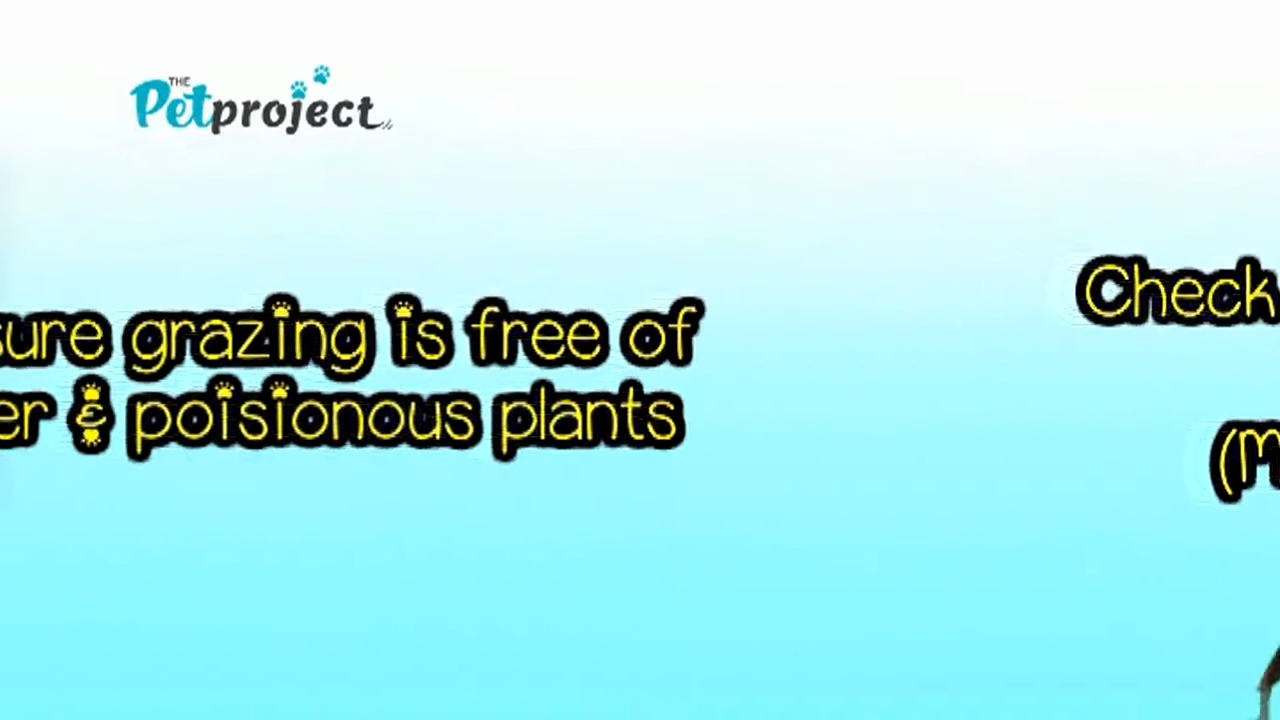 THE
Petproject
sure grazing is free of
er & poisionous plants
Check
(M